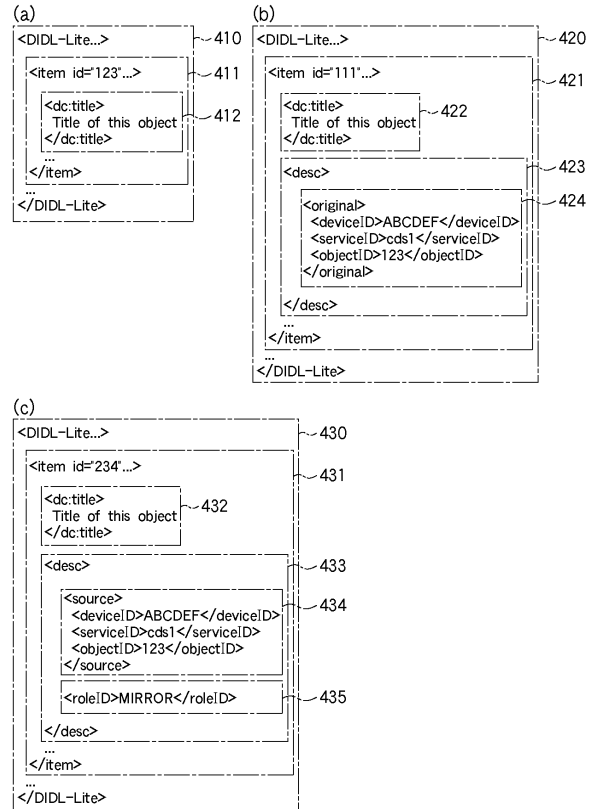 (a)
<DIDL-Lite...> 410
<item id="123"...> 411
<dc:title> 412
Title of this object
</dc:title>
...
</item>
...
</DIDL-Lite>
(b)
<DIDL-Lite...> 420
<item id="111"... 421
<dc:title>
Title of this object 422
</dc:title>
<desc> 423
<original> 424
<deviceID>ABCDEF</deviceID>
<serviceID>cds1</serviceID>
<objectID>123</objectID>
</original>
</desc>
...
</item>
...
</DIDL-Lite>
(c)
<DIDL-Lite...> 430
<item id="234"...> 431
<dc:title> 432
Title of this object
</dc:title>
<desc> 433
<source> 434
<deviceID>ABCDEF</deviceID>
<serviceID>cds1</serviceID>
<objectID>123</objectID>
</source>
<roleID>MIRROR</roleID> 435
</desc>
...
</item>
...
</DIDL-Lite>